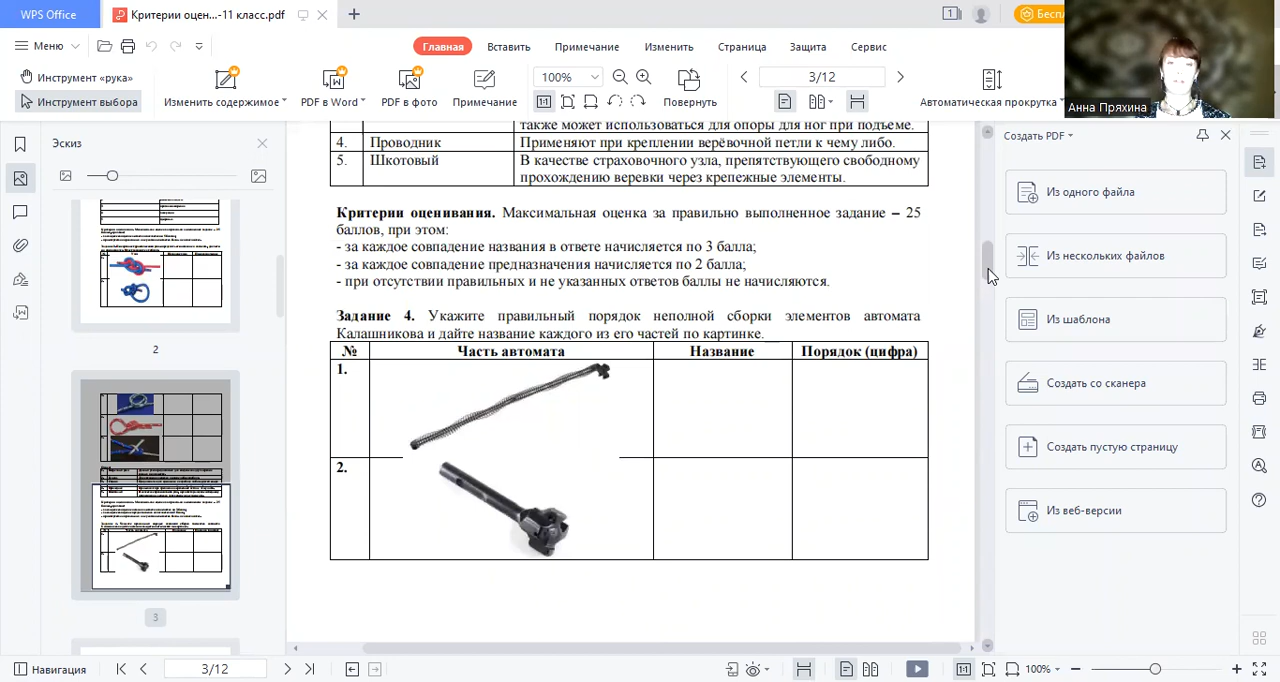 WPS Office
Критерии оцен...-11 класс.pdf
1
Бесп
Меню
Главная
Вставить
Примечание
Изменить
Страница
Защита
Сервис
Инструмент «рука»
Инструмент выбора
Изменить содержимое
PDF в Word
PDF в фото
Примечание
100%
Повернуть
3/12
Автоматическая прокрутка
Анна Пряхина
Эскиз
2
3
также может использоваться для опоры для ног при подъеме.
4. Проводник Применяют при креплении верёвочной петли к чему либо.
5. Шкотовый В качестве страховочного узла, препятствующего свободному
прохождению веревки через крепежные элементы.
Критерии оценивания. Максимальная оценка за правильно выполненное задание – 25
баллов, при этом:
- за каждое совпадение названия в ответе начисляется по 3 балла;
- за каждое совпадение предназначения начисляется по 2 балла;
- при отсутствии правильных и не указанных ответов баллы не начисляются.
Задание 4. Укажите правильный порядок неполной сборки элементов автомата
Калашникова и дайте название каждого из его частей по картинке.
№ Часть автомата Название Порядок (цифра)
1.
2.
Создать PDF
Из одного файла
Из нескольких файлов
Из шаблона
Создать со сканера
Создать пустую страницу
Из веб-версии
Навигация
3/12
100%